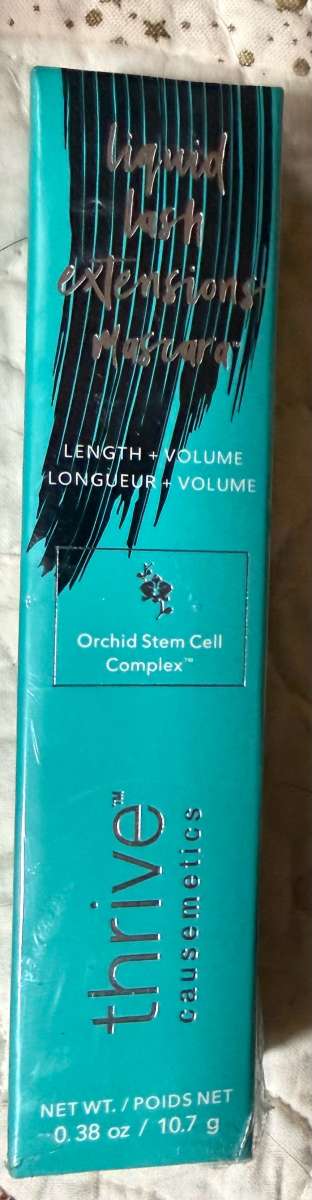 liquid
lash
extensions
mascara™
LENGTH + VOLUME
LONGUEUR + VOLUME
Orchid Stem Cell
Complex™
thrive™
causemetics
NET WT. / POIDS NET
0.38 oz / 10.7 g